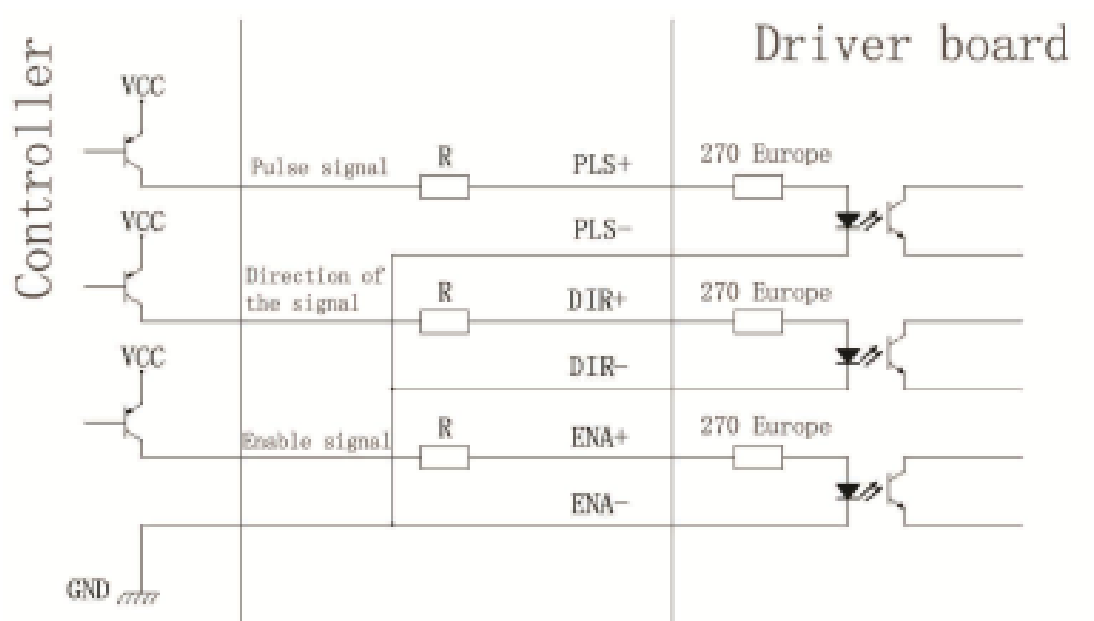 Controller
Driver board
VCC
Pulse signal
R
PLS+
270 Europe
PLS-
VCC
Direction of
the signal
R
DIR+
270 Europe
DIR-
VCC
Enable signal
R
ENA+
270 Europe
ENA-
GND